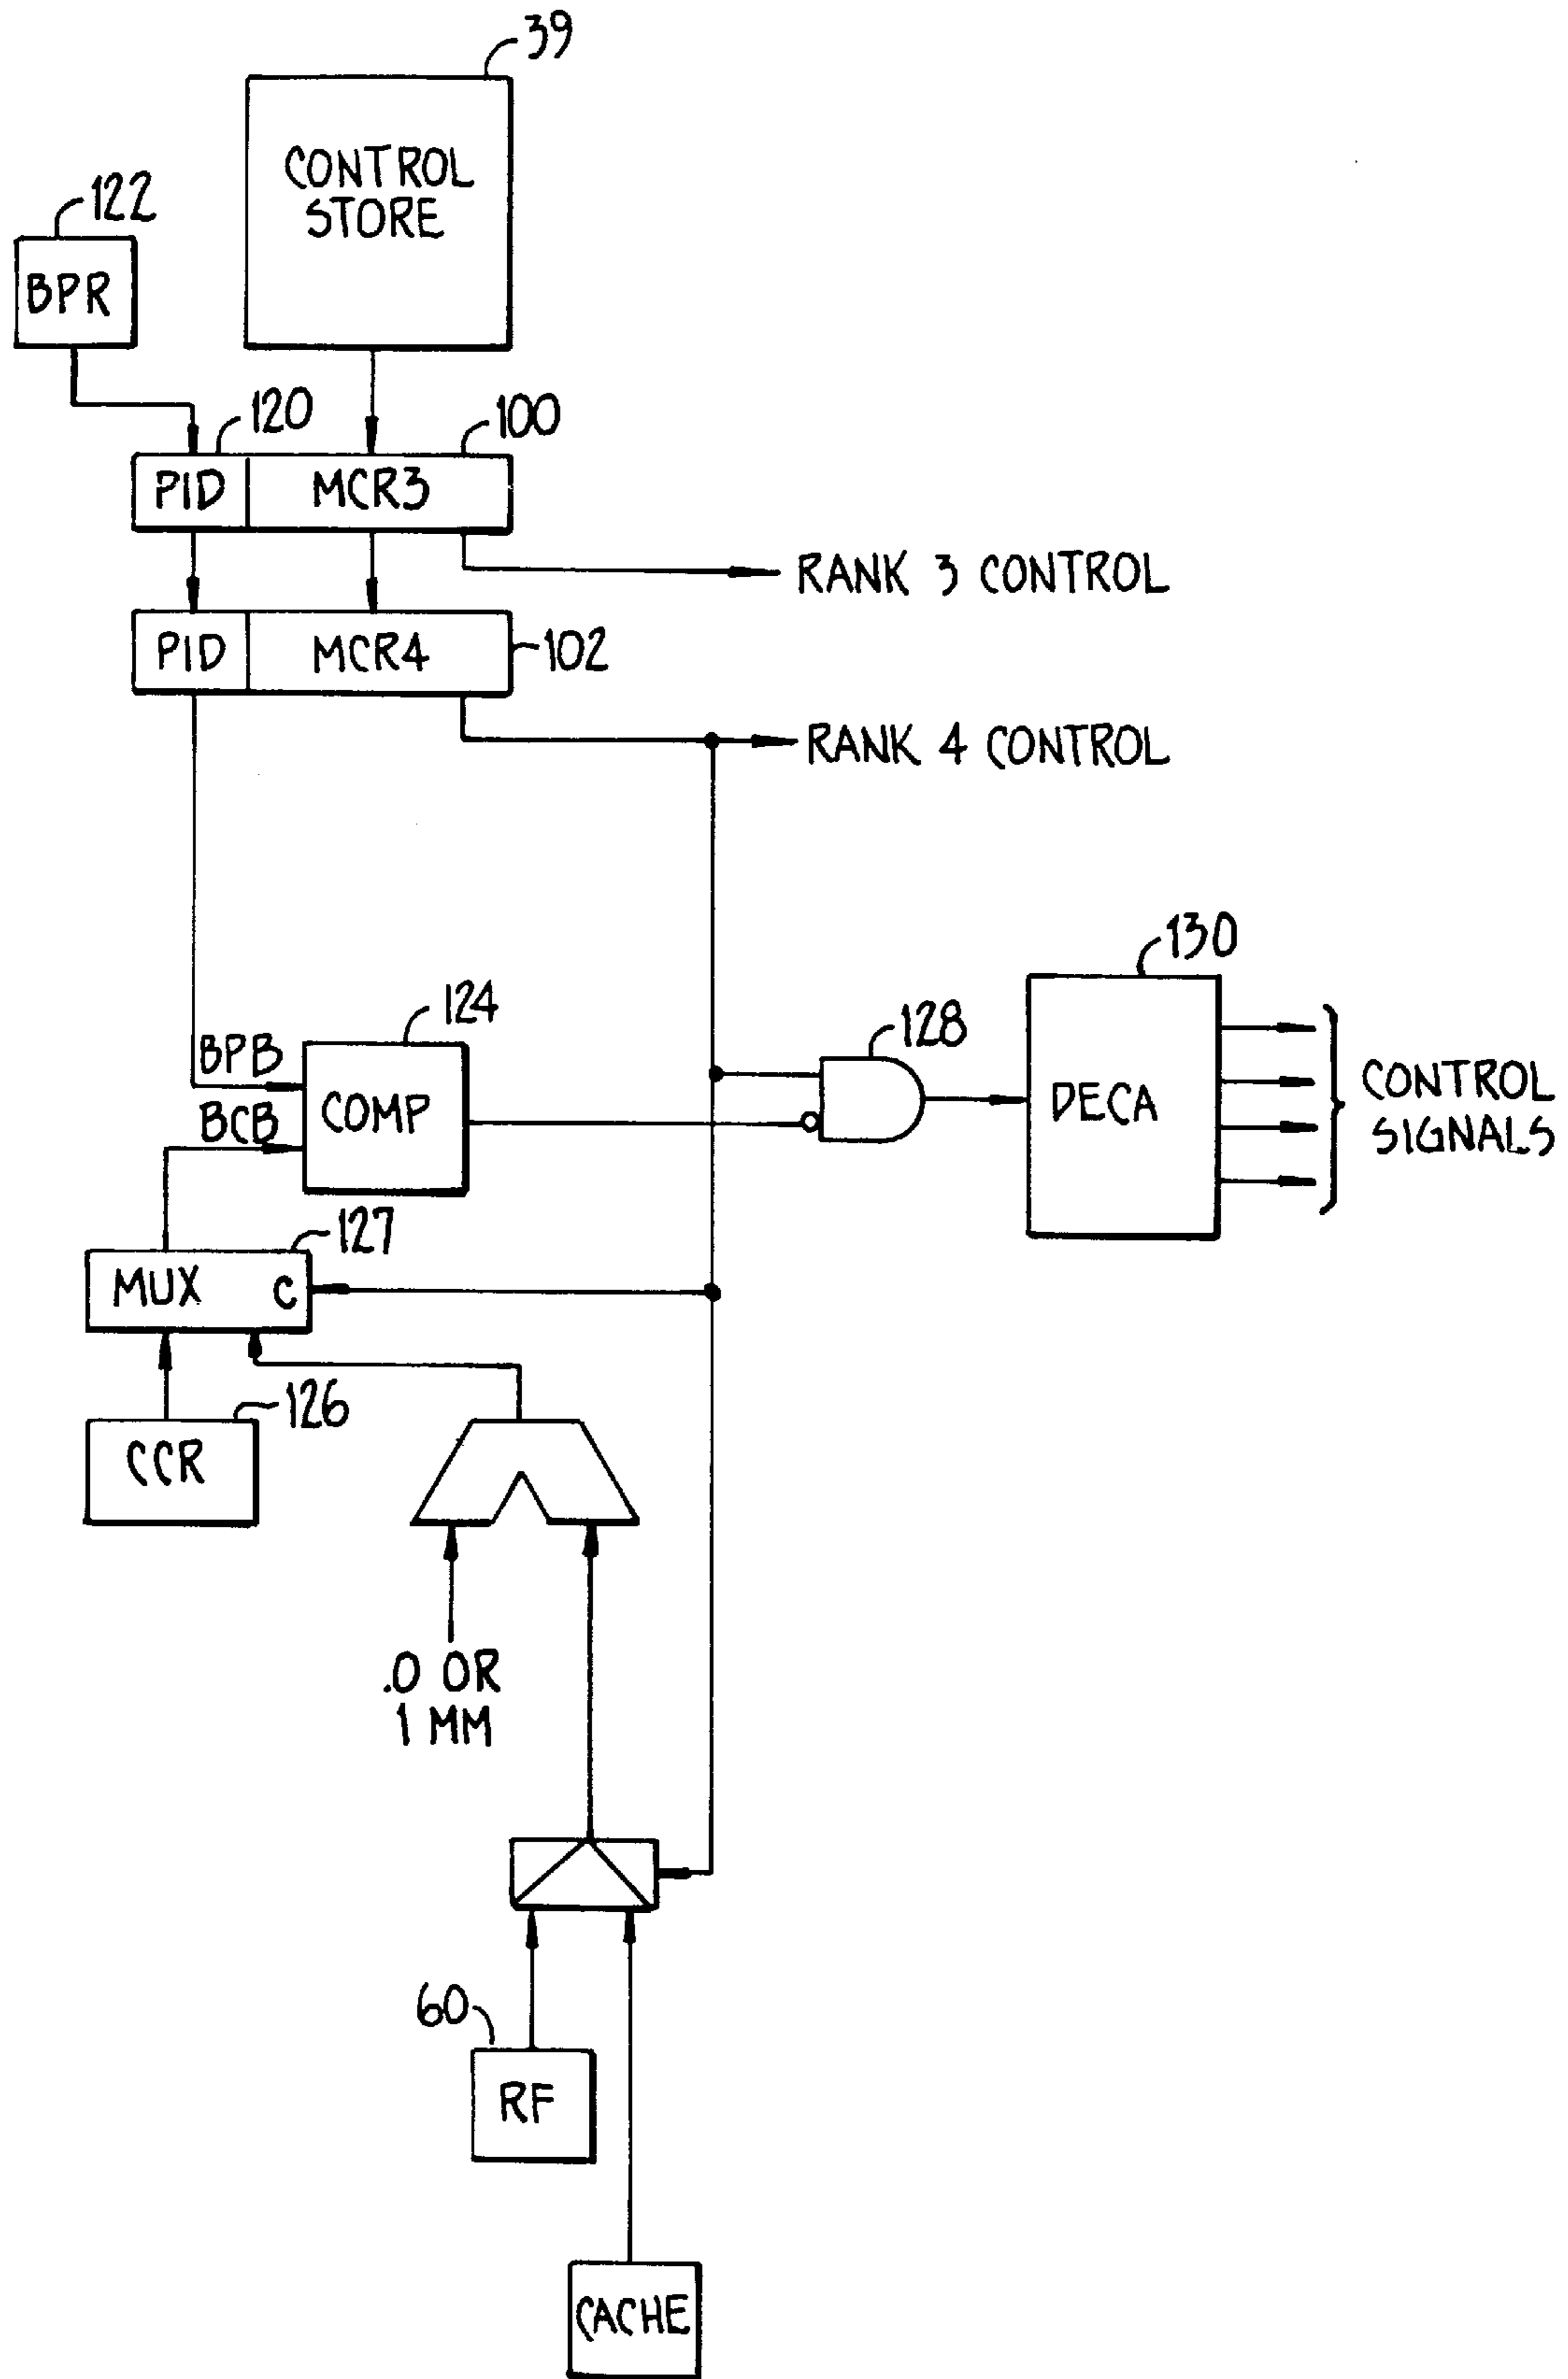 39
CONTROL
STORE
122
BPR
120
100
PID
MCR3
RANK 3 CONTROL
PID
MCR4
102
RANK 4 CONTROL
130
124
128
BPB
BCB
COMP
DECA
CONTROL
SIGNALS
127
MUX
C
126
CCR
.0 OR
1 MM
60
RF
CACHE